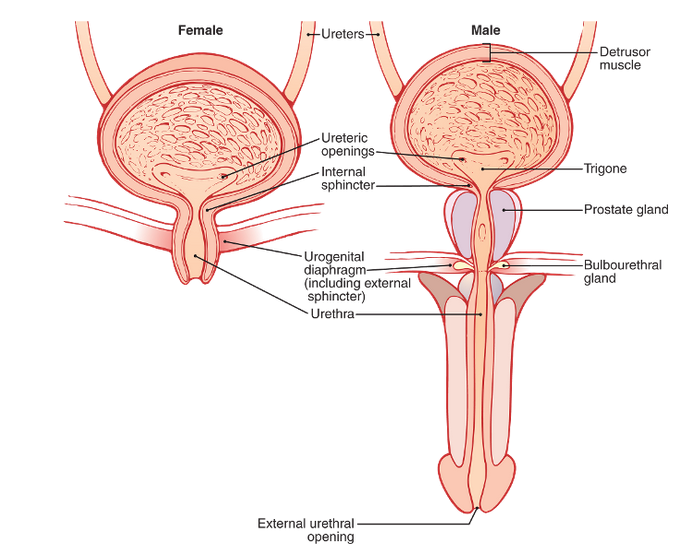 Female
Male
Ureters
Detrusor
muscle
Ureteric
openings
Internal
sphincter
Trigone
Prostate gland
Urogenital
diaphragm
(including external
sphincter)
Bulbourethral
gland
Urethra
External urethral
opening